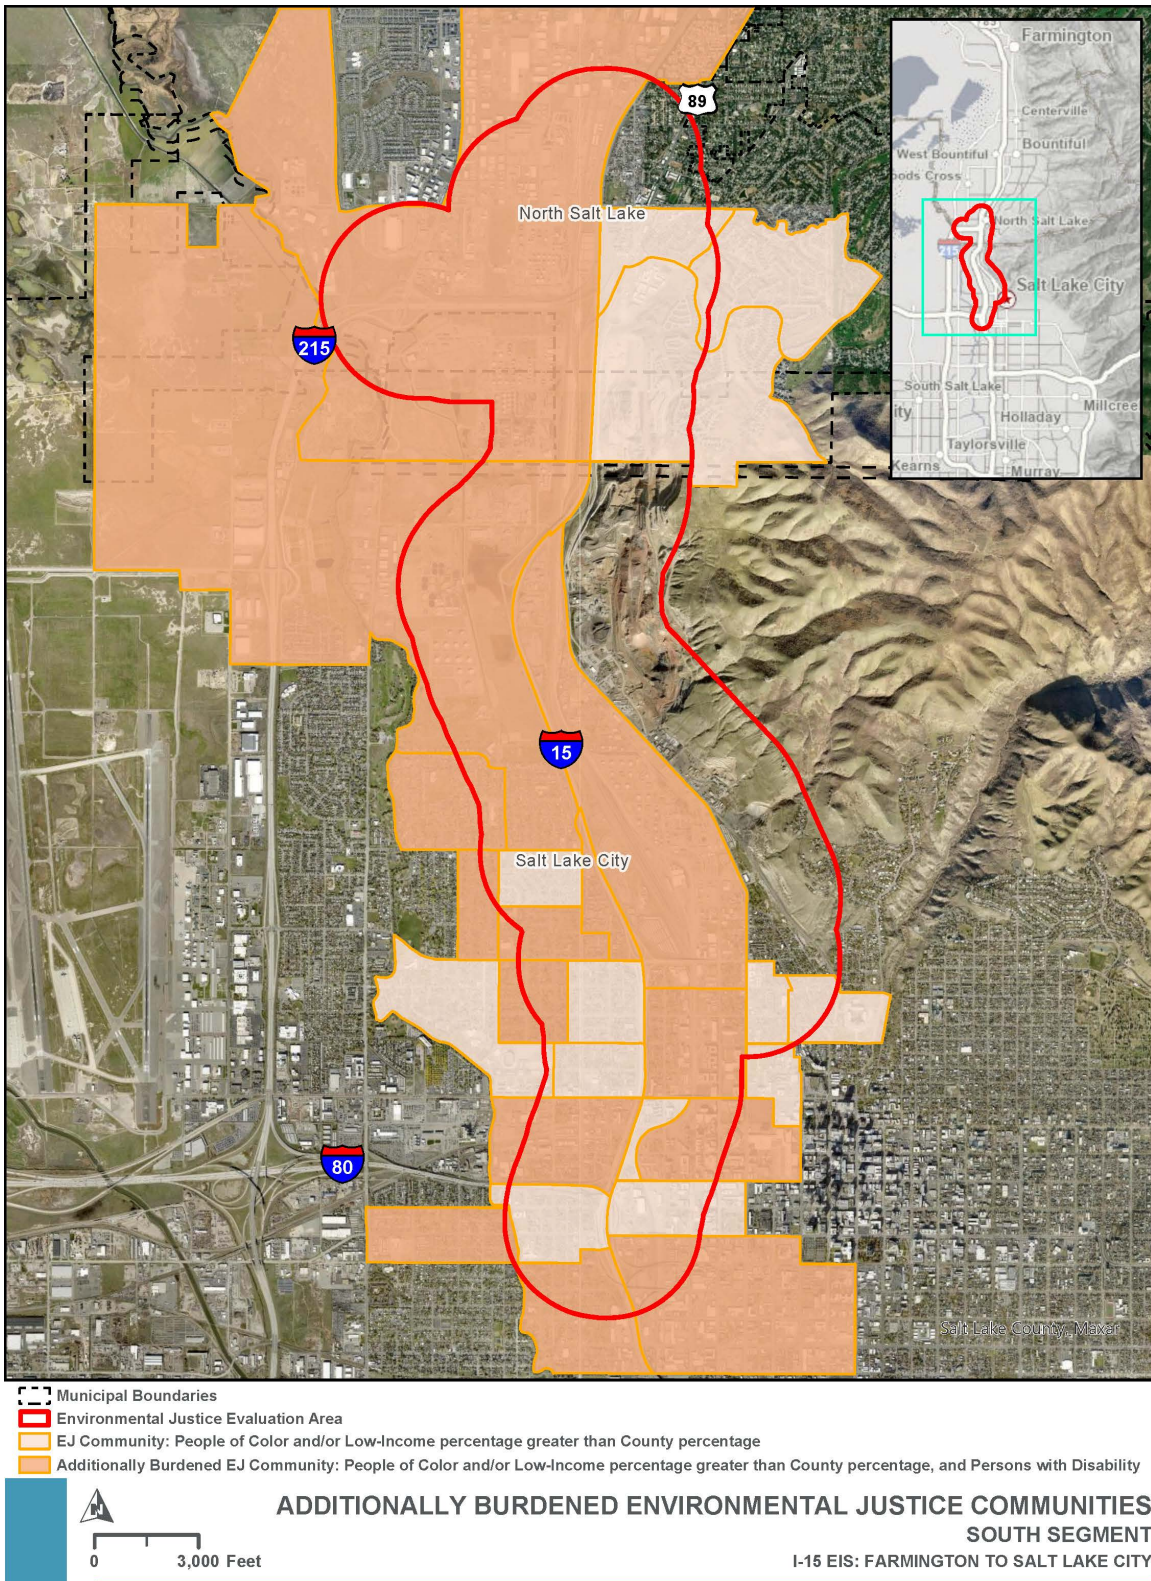 89
North Salt Lake
215
15
Salt Lake City
80
Salt Lake County, Maxar
83
Farmington
Centerville
West Bountiful
Bountiful
oods Cross
North Salt Lake
215
Salt Lake City
South Salt Lake
ity
Holladay
Millcree
Taylorsville
Kearns
Murray
Municipal Boundaries
Environmental Justice Evaluation Area
EJ Community: People of Color and/or Low-Income percentage greater than County percentage
Additionally Burdened EJ Community: People of Color and/or Low-Income percentage greater than County percentage, and Persons with Disability
N
0 3,000 Feet
ADDITIONALLY BURDENED ENVIRONMENTAL JUSTICE COMMUNITIES
SOUTH SEGMENT
I-15 EIS: FARMINGTON TO SALT LAKE CITY